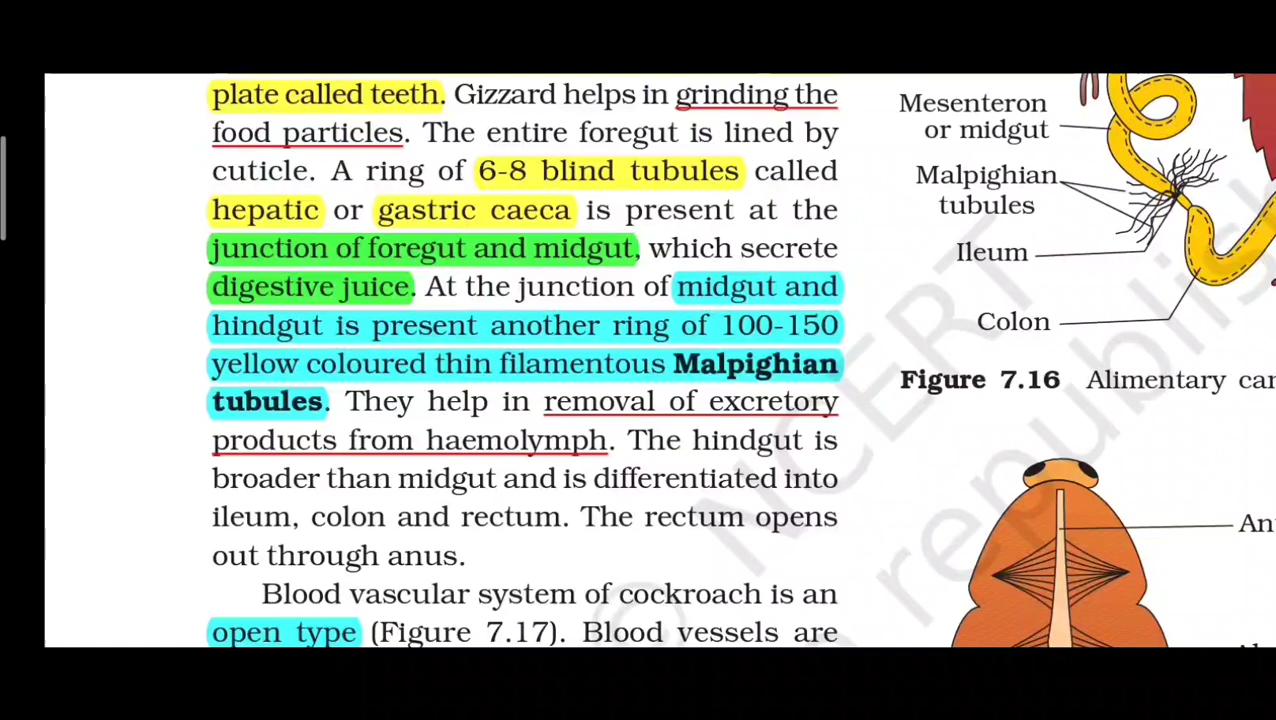 plate called teeth. Gizzard helps in grinding the
food particles. The entire foregut is lined by
cuticle. A ring of 6-8 blind tubules called
hepatic or gastric caeca is present at the
junction of foregut and midgut, which secrete
digestive juice. At the junction of midgut and
hindgut is present another ring of 100-150
yellow coloured thin filamentous Malpighian
tubules. They help in removal of excretory
products from haemolymph. The hindgut is
broader than midgut and is differentiated into
ileum, colon and rectum. The rectum opens
out through anus.
Blood vascular system of cockroach is an
open type (Figure 7.17). Blood vessels are
Mesenteron
or midgut
Malpighian
tubules
Ileum
Colon
Figure 7.16 Alimentary
© NCERT